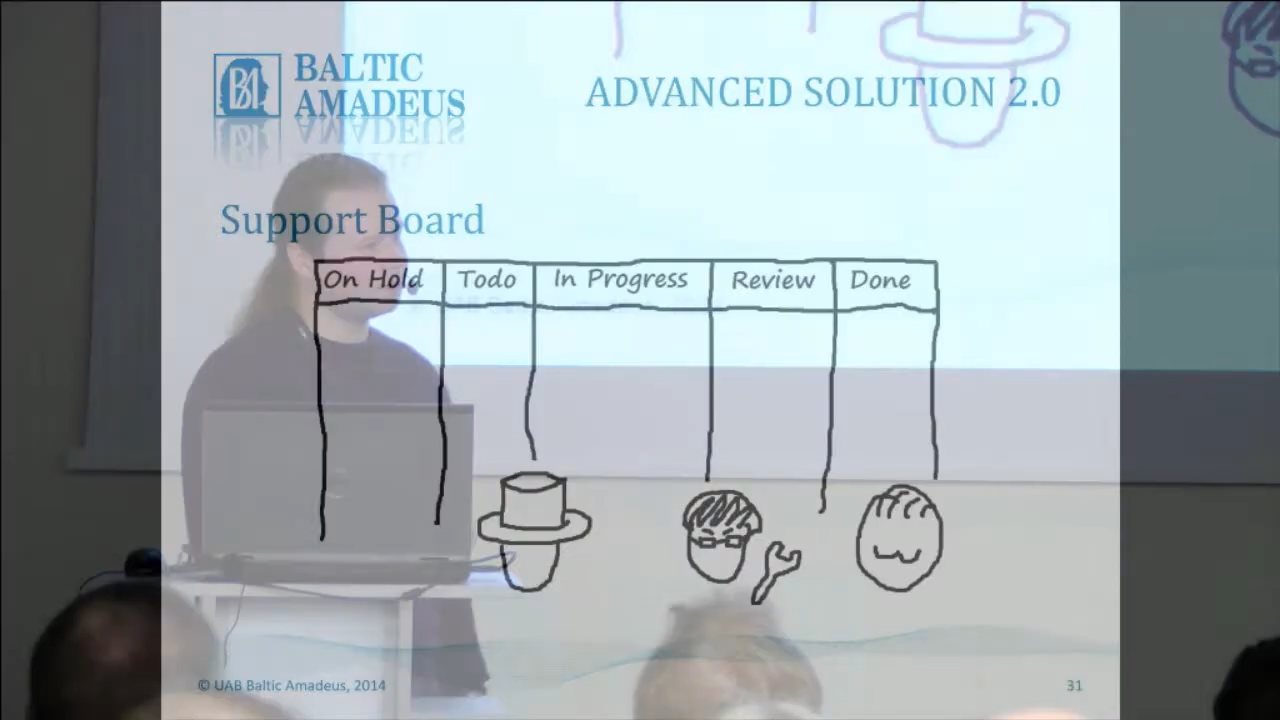 BALTIC
AMADEUS
ADVANCED SOLUTION 2.0
Support Board
On Hold Todo In Progress Review Done
© UAB Baltic Amadeus, 2014
31